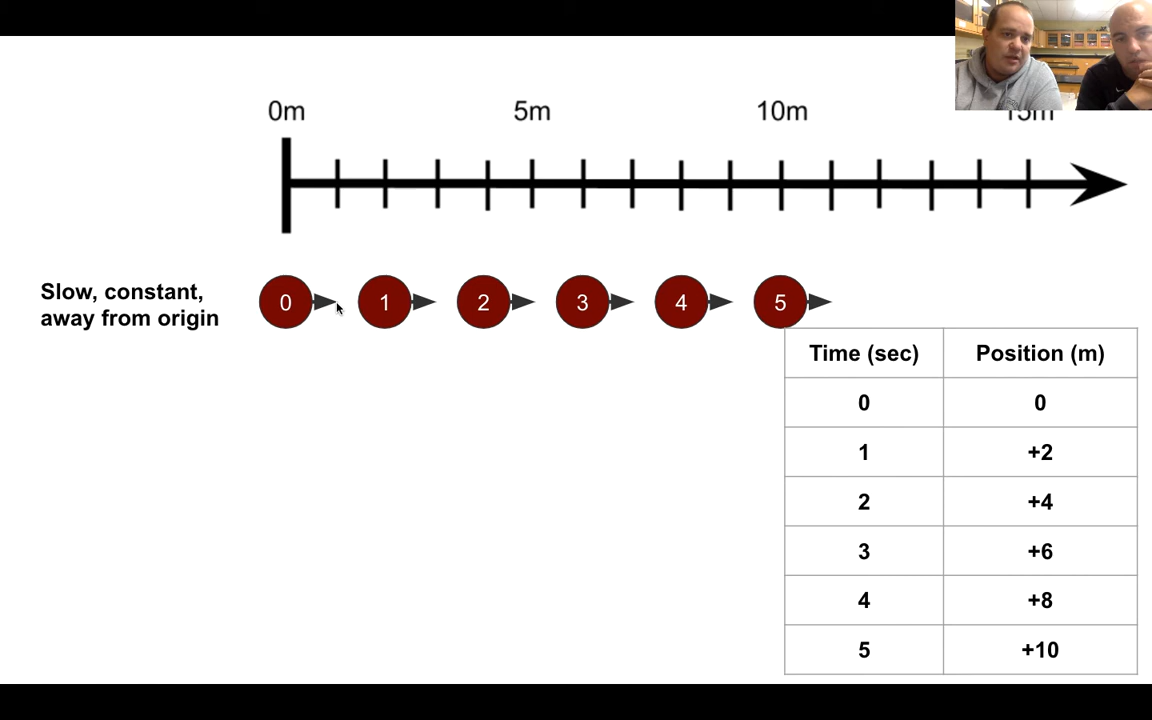 0m 5m 10m 15m
Slow, constant,
away from origin
0 1 2 3 4 5
Time (sec) Position (m)
0 0
1 +2
2 +4
3 +6
4 +8
5 +10